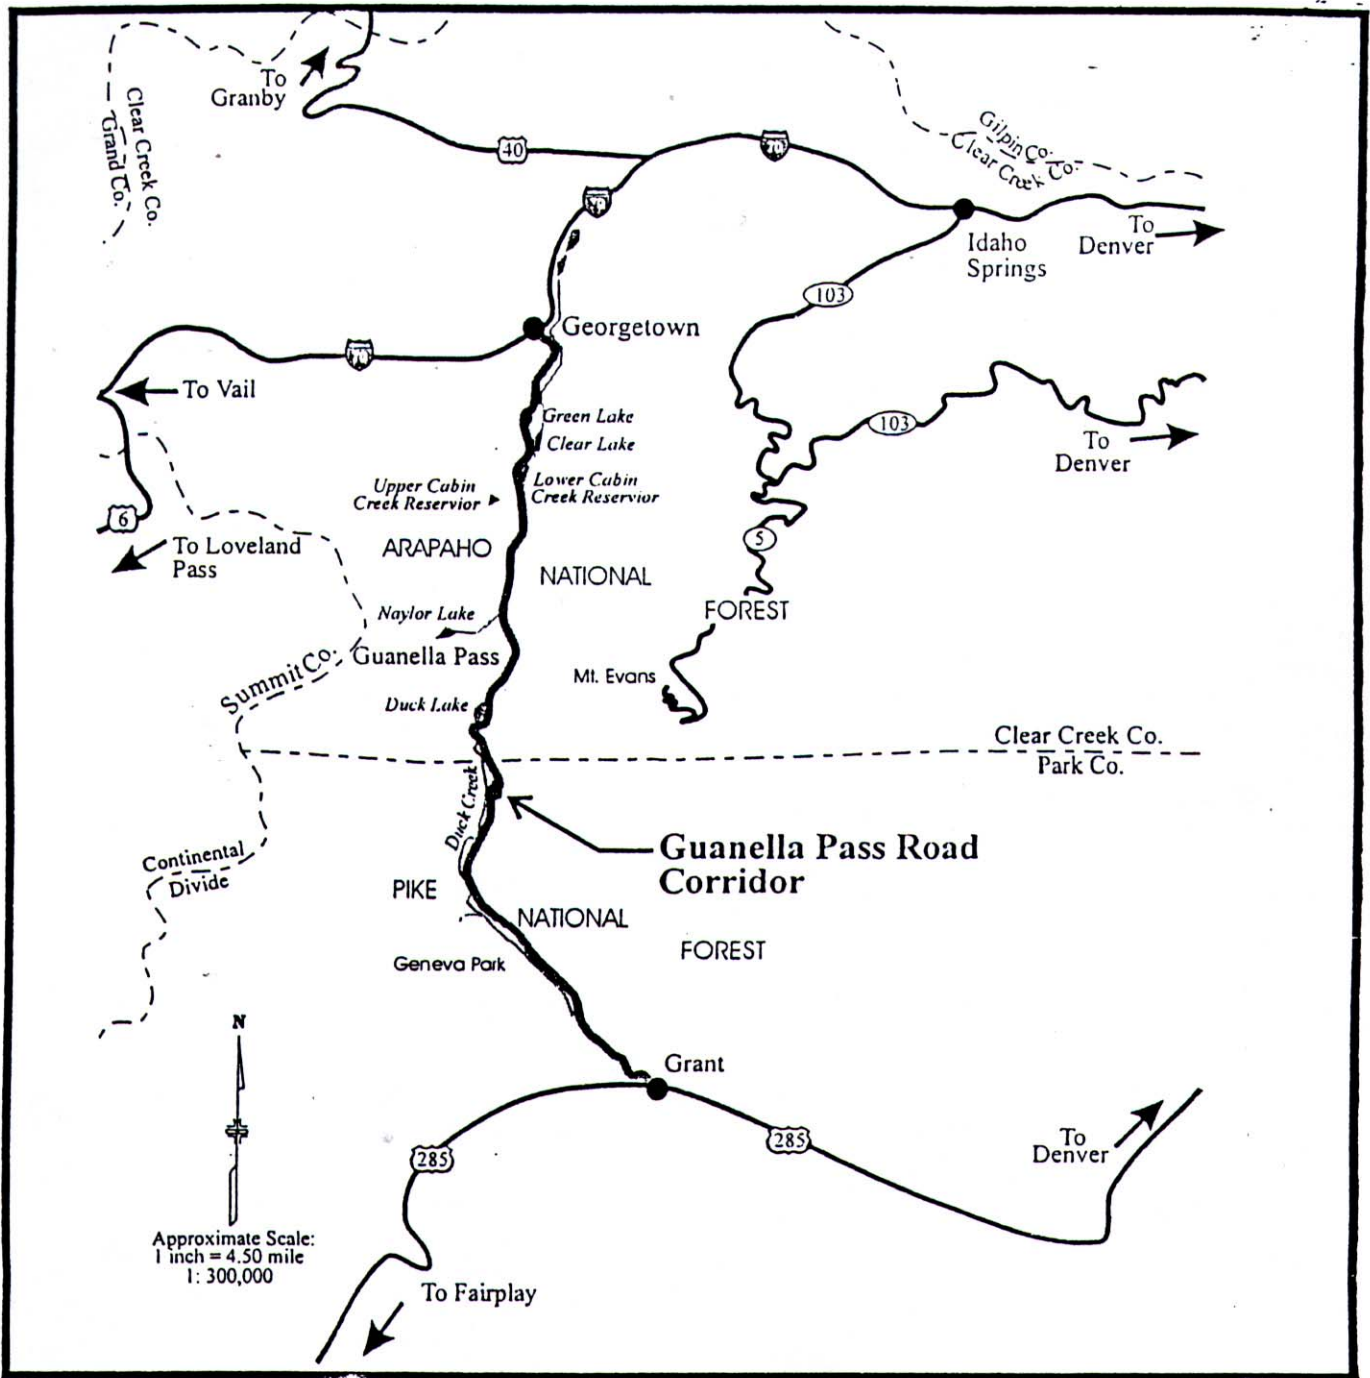 To
Granby
Clear Creek Co.
Grand Co.
40
70
70
Gilpin Co.
Clear Creek Co.
Idaho
Springs
To
Denver
103
Georgetown
70
To Vail
Green Lake
Clear Lake
103
To
Denver
Upper Cabin
Creek Reservior
Lower Cabin
Creek Reservior
6
To Loveland
Pass
ARAPAHO
NATIONAL
5
FOREST
Naylor Lake
Guanella Pass
Summit Co.
Mt. Evans
Duck Lake
Clear Creek Co.
Park Co.
Duck Creek
Guanella Pass Road
Corridor
Continental
Divide
PIKE
NATIONAL
FOREST
Geneva Park
N
Grant
285
285
To
Denver
Approximate Scale:
1 inch = 4.50 mile
1: 300,000
To Fairplay